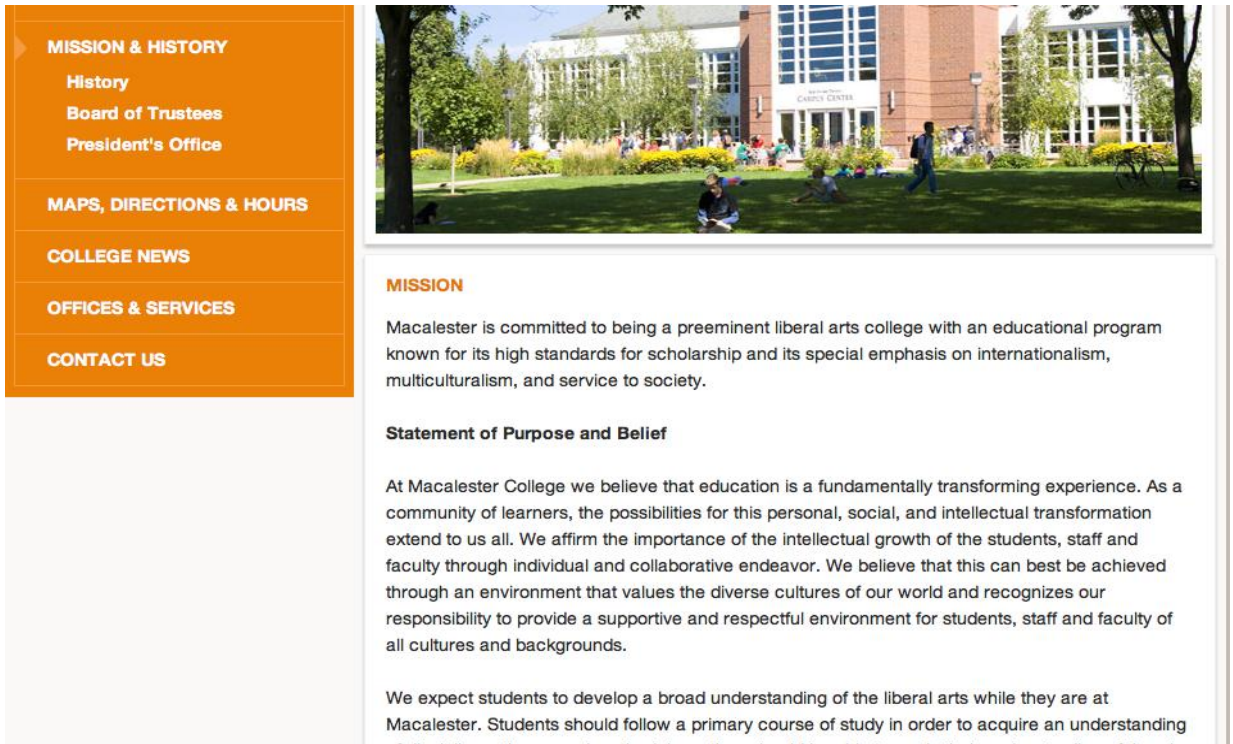 MISSION & HISTORY
History
Board of Trustees
President's Office
MAPS, DIRECTIONS & HOURS
COLLEGE NEWS
OFFICES & SERVICES
CONTACT US
CAMPUS CENTER
MISSION
Macalester is committed to being a preeminent liberal arts college with an educational program
known for its high standards for scholarship and its special emphasis on internationalism,
multiculturalism, and service to society.
Statement of Purpose and Belief
At Macalester College we believe that education is a fundamentally transforming experience. As a
community of learners, the possibilities for this personal, social, and intellectual transformation
extend to us all. We affirm the importance of the intellectual growth of the students, staff and
faculty through individual and collaborative endeavor. We believe that this can best be achieved
through an environment that values the diverse cultures of our world and recognizes our
responsibility to provide a supportive and respectful environment for students, staff and faculty of
all cultures and backgrounds.
We expect students to develop a broad understanding of the liberal arts while they are at
Macalester. Students should follow a primary course of study in order to acquire an understanding